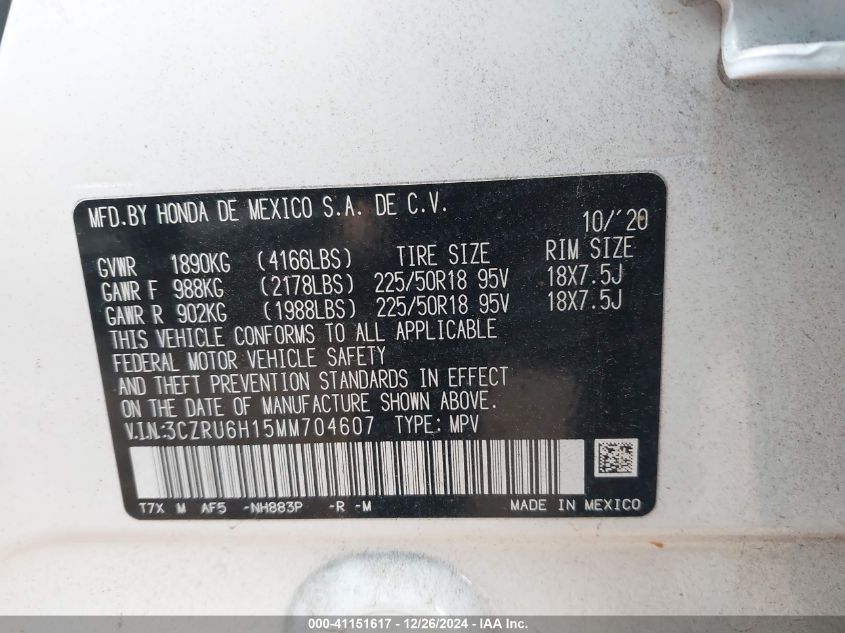 MFD.BY HONDA DE MEXICO S.A. DE C.V. 10/'20
GVWR 1890KG (4166LBS) TIRE SIZE RIM SIZE
GAWR F 988KG (2178LBS) 225/50R18 95V 18X7.5J
GAWR R 902KG (1988LBS) 225/50R18 95V 18X7.5J
THIS VEHICLE CONFORMS TO ALL APPLICABLE
FEDERAL MOTOR VEHICLE SAFETY
AND THEFT PREVENTION STANDARDS IN EFFECT
ON THE DATE OF MANUFACTURE SHOWN ABOVE.
V.I.N:3CZRU6H15MM704607 TYPE: MPV
T7X M AF5 -NH883P -R -M MADE IN MEXICO
000-41151617 - 12/26/2024 - IAA Inc.